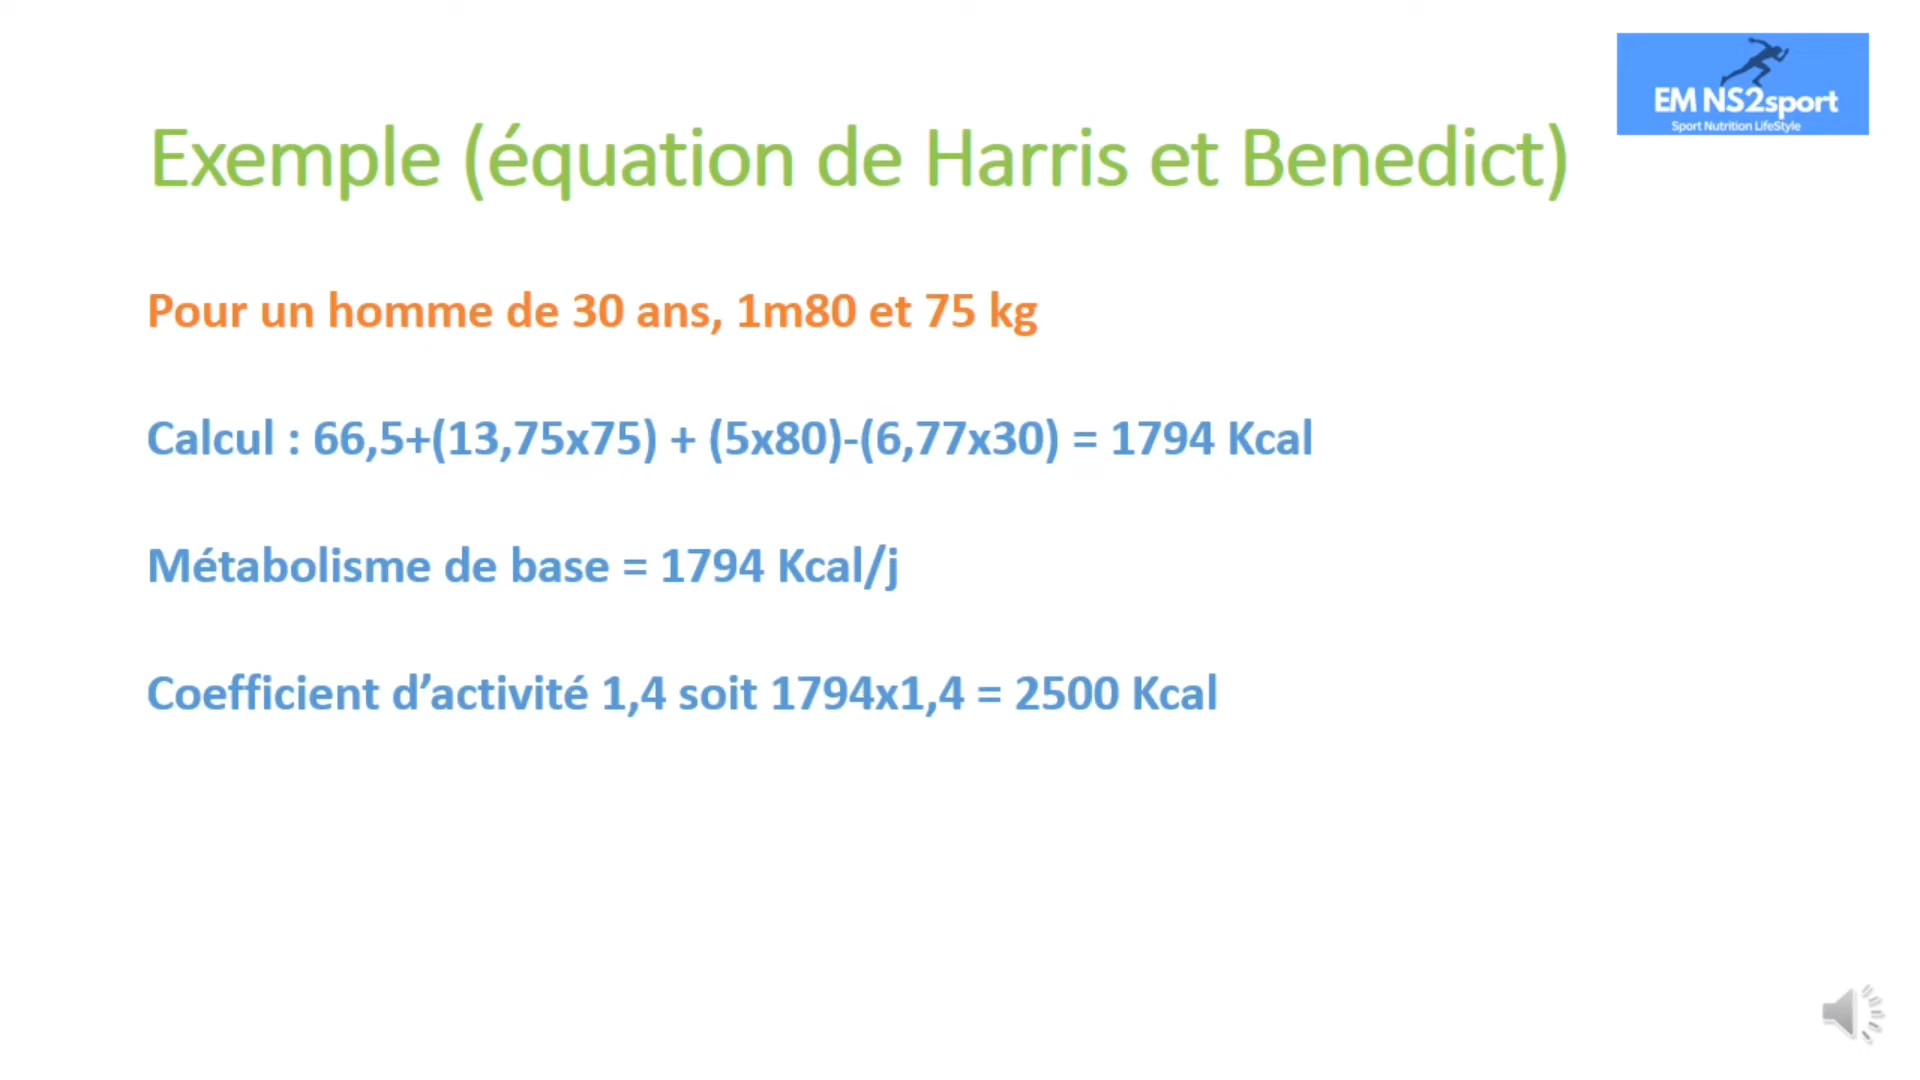 EM NS2sport
Sport Nutrition LifeStyle
Exemple (équation de Harris et Benedict)
Pour un homme de 30 ans, 1m80 et 75 kg
Calcul : 66,5+(13,75x75) + (5x80)-(6,77x30) = 1794 Kcal
Métabolisme de base = 1794 Kcal/j
Coefficient d’activité 1,4 soit 1794x1,4 = 2500 Kcal